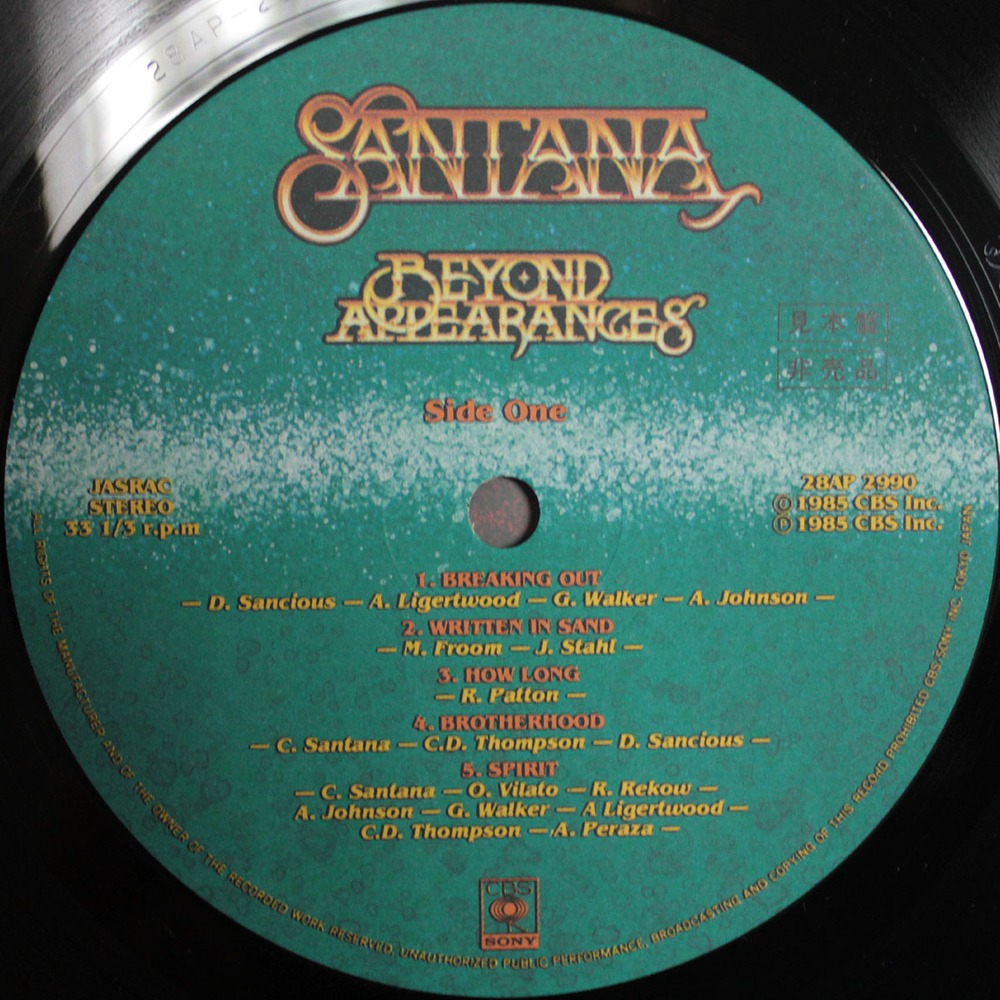 28AP-2
SANTANA
BEYOND
APPEARANCES
見本盤
非売品
Side One
JASRAC
STEREO
33 1/3 r.p.m
28AP 2990
Ⓒ 1985 CBS Inc.
Ⓟ 1985 CBS Inc.
1. BREAKING OUT
— D. Sancious — A. Ligertwood — G. Walker — A. Johnson —
2. WRITTEN IN SAND
— M. Froom — J. Stahl —
3. HOW LONG
— R. Patton —
4. BROTHERHOOD
— C. Santana — C.D. Thompson — D. Sancious —
5. SPIRIT
— C. Santana — O. Vilato — R. Rekow —
A. Johnson — G. Walker — A Ligertwood —
C.D. Thompson — A. Peraza —
CBS
SONY
ALL RIGHTS OF THE MANUFACTURER AND OF THE OWNER OF THE RECORDED WORK RESERVED. UNAUTHORIZED PUBLIC PERFORMANCE, BROADCASTING AND COPYING OF THIS RECORD PROHIBITED CBS/SONY INC. TOKYO JAPAN